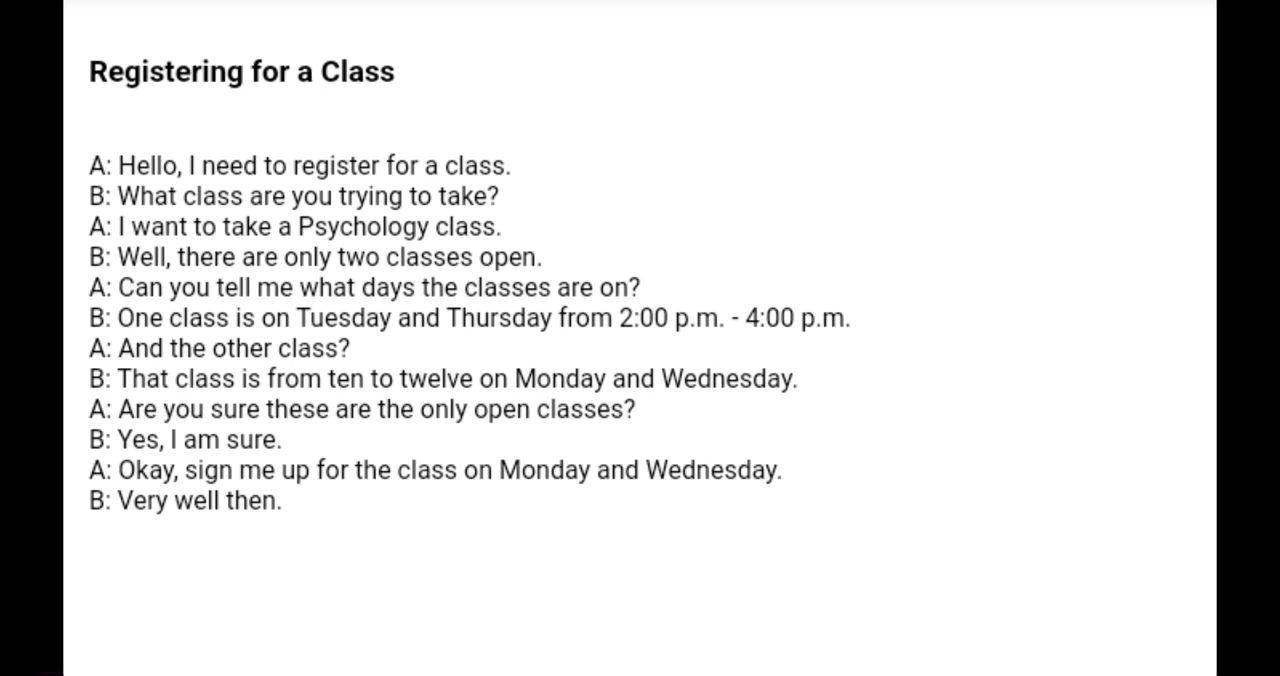 Registering for a Class
A: Hello, I need to register for a class.
B: What class are you trying to take?
A: I want to take a Psychology class.
B: Well, there are only two classes open.
A: Can you tell me what days the classes are on?
B: One class is on Tuesday and Thursday from 2:00 p.m. - 4:00 p.m.
A: And the other class?
B: That class is from ten to twelve on Monday and Wednesday.
A: Are you sure these are the only open classes?
B: Yes, I am sure.
A: Okay, sign me up for the class on Monday and Wednesday.
B: Very well then.